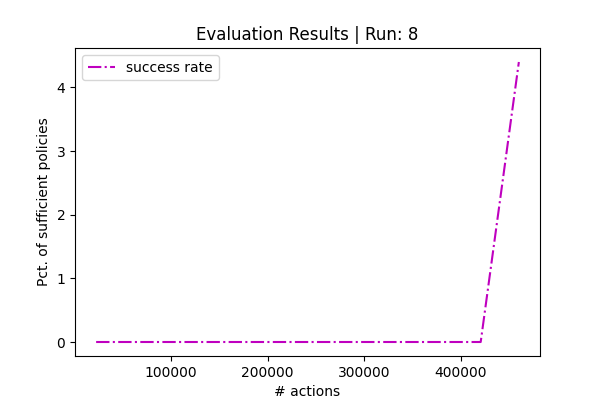 Evaluation Results | Run: 8
success rate
Pct. of sufficient policies
4
3
2
1
0
100000 200000 300000 400000
# actions